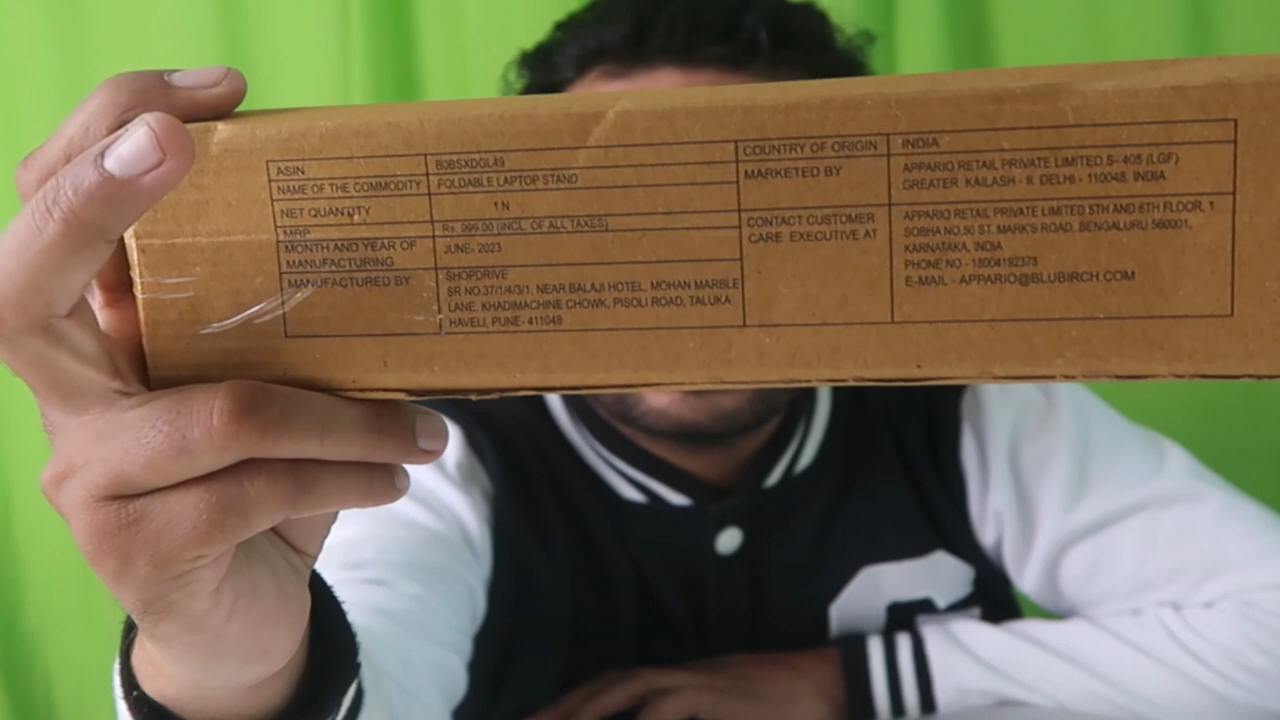 ASIN B0BSXDGL49
NAME OF THE COMMODITY FOLDABLE LAPTOP STAND
NET QUANTITY 1 N
MRP Rs. 999.00 (INCL. OF ALL TAXES)
MONTH AND YEAR OF MANUFACTURING JUNE- 2023
MANUFACTURED BY SHOPDRIVE
SR NO.37/1/4/3/1, NEAR BALAJI HOTEL, MOHAN MARBLE
LANE, KHADIMACHINE CHOWK, PISOLI ROAD, TALUKA
HAVELI, PUNE- 411048
COUNTRY OF ORIGIN INDIA
MARKETED BY APPARIO RETAIL PRIVATE LIMITED S- 405 (LGF)
GREATER KAILASH - II, DELHI - 110048, INDIA
CONTACT CUSTOMER CARE EXECUTIVE AT APPARIO RETAIL PRIVATE LIMITED 5TH AND 6TH FLOOR, 1
SOBHA NO.50 ST. MARK'S ROAD, BENGALURU 560001,
KARNATAKA, INDIA
PHONE NO - 18004192373
E-MAIL - APPARIO@BLUBIRCH.COM